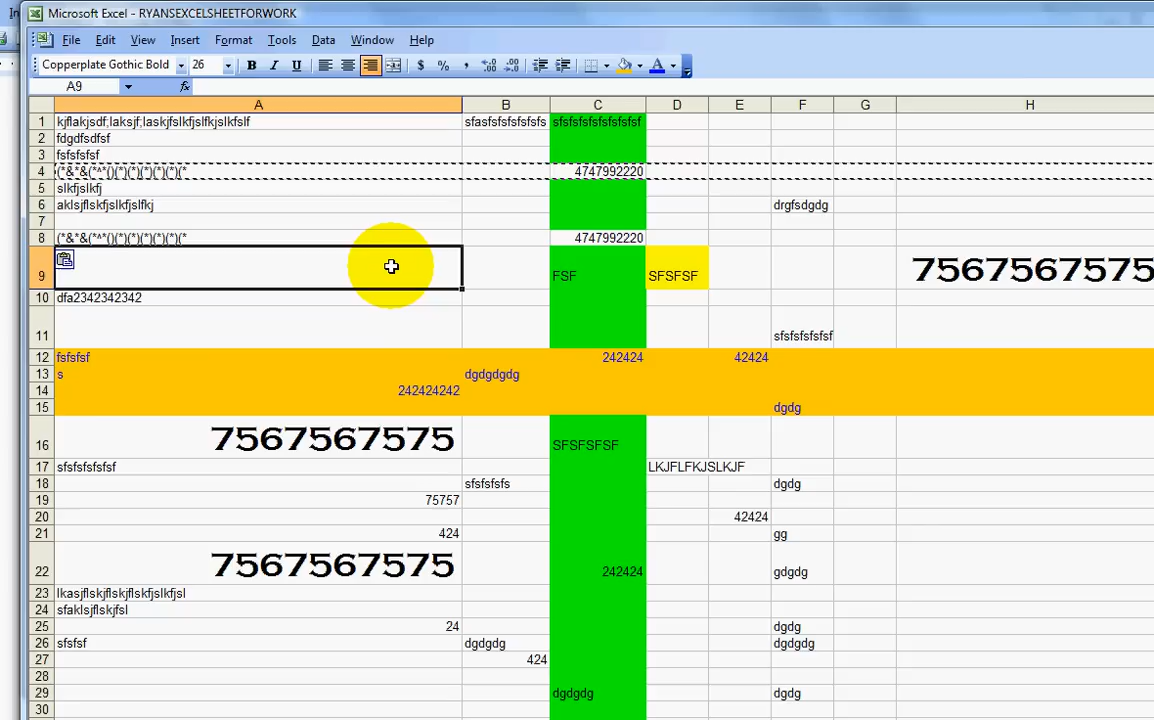 Microsoft Excel - RYANSEXCELSHEETFORWORK
File Edit View Insert Format Tools Data Window Help
Copperplate Gothic Bold 26 B I U $ % ,
A9 fx
A B C D E F G H
1 kjflakjsdf;laksjf;laskjfslkfjslfkjslkfslf sfasfsfsfsfsfs sfsfsfsfsfsfsfsf
2 fdgdfsdfsf
3 fsfsfsfsf
4 (*&*&(*^*()(*)(*)(*)(*)(*)(* 4747992220
5 slkfjslkfj
6 aklsjflskfjslkfjslfkj drgfsdgdg
7
8 (*&*&(*^*()(*)(*)(*)(*)(*)(* 4747992220
9 FSF SFSFSF 7567567575
10 dfa2342342342
11 sfsfsfsfsf
12 fsfsfsf 242424 42424
13 s dgdgdgdg
14 242424242
15 dgdg
16 7567567575 SFSFSFSF
17 sfsfsfsfsf LKJFLFKJSLKJF
18 sfsfsfsfs dgdg
19 75757
20 42424
21 424 gg
22 7567567575 242424 gdgdg
23 lkasjflskjflskjflskfjslkfjsl
24 sfaklsjflskjfsl
25 24 dgdg
26 sfsfsf dgdgdg dgdgdg
27 424
28
29 dgdgdg dgdg
30